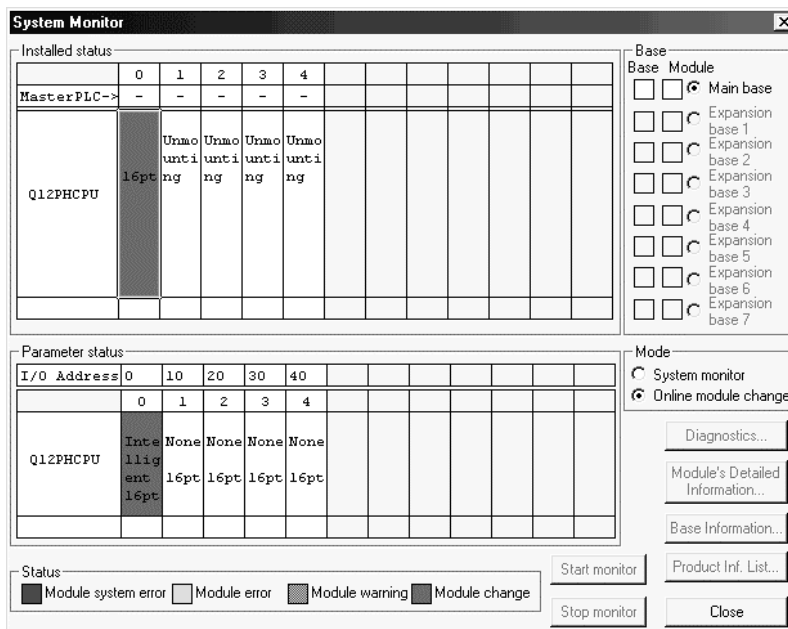 System Monitor
Installed status
0 1 2 3 4
MasterPLC-> - - - - -
Q12PHCPU
16pt
Unmo unti ng
Unmo unti ng
Unmo unti ng
Unmo unti ng
Base
Base Module
Main base
Expansion
base 1
Expansion
base 2
Expansion
base 3
Expansion
base 4
Expansion
base 5
Expansion
base 6
Expansion
base 7
Parameter status
I/O Address 0 10 20 30 40
0 1 2 3 4
Q12PHCPU
Inte
llig
ent
16pt
None None None None
16pt 16pt 16pt 16pt
Mode
System monitor
Online module change
Diagnostics...
Module's Detailed
Information...
Base Information...
Product Inf. List...
Status
Module system error Module error Module warning Module change
Start monitor
Stop monitor
Close